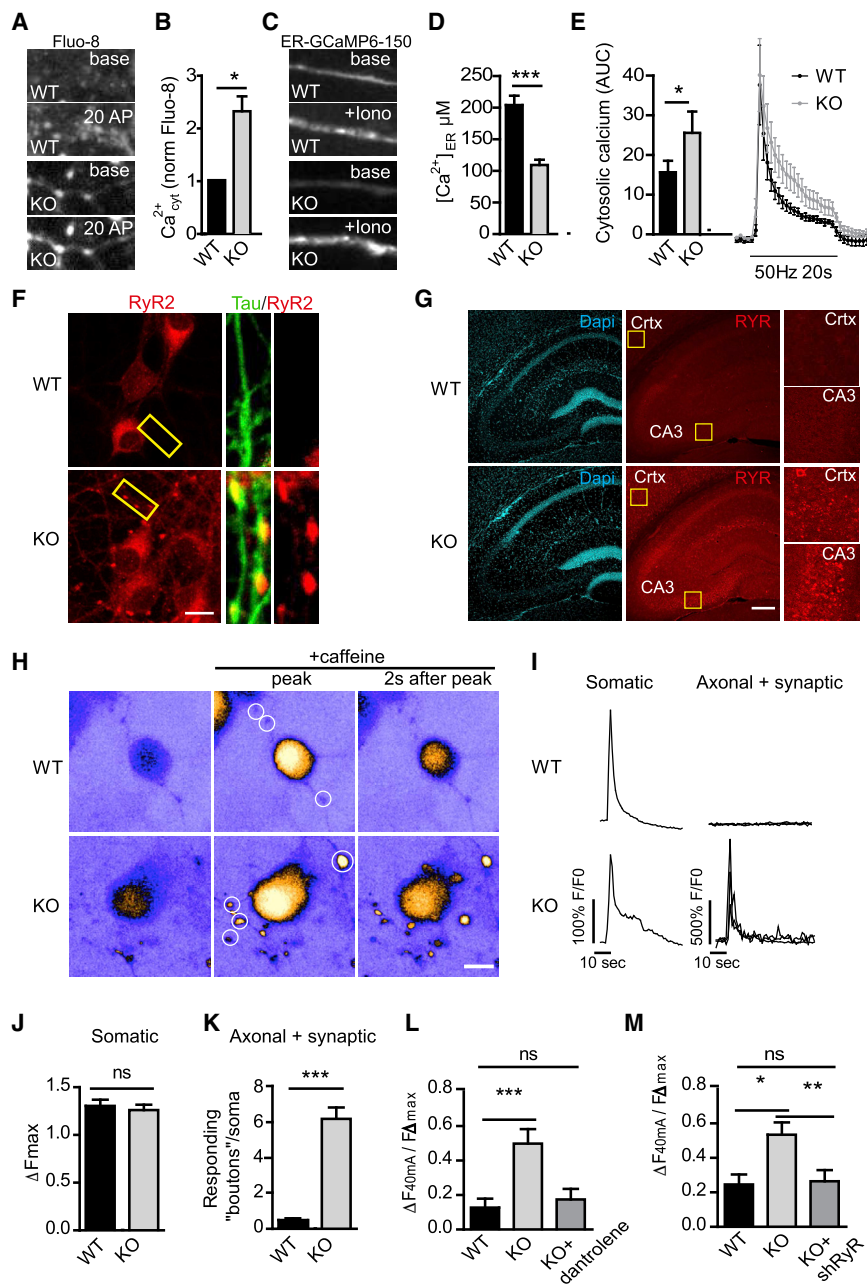 A
Fluo-8
base
WT
20 AP
WT
base
KO
20 AP
KO
B
Ca2+cyt (norm Fluo-8)
3
2
1
0
*
WT
KO
C
ER-GCaMP6-150
base
WT
+Iono
WT
base
KO
+Iono
KO
D
[Ca2+]ER µM
250
200
150
100
50
0
***
WT
KO
E
Cytosolic calcium (AUC)
40
30
20
10
0
*
WT
KO
WT
KO
50Hz 20s
F
RyR2
Tau/RyR2
WT
KO
G
Dapi
Crtx
RYR
CA3
Crtx
CA3
WT
Dapi
Crtx
RYR
CA3
Crtx
CA3
KO
H
+caffeine
peak
2s after peak
WT
KO
I
Somatic
Axonal + synaptic
WT
KO
100% F/F0
10 sec
500% F/F0
10 sec
J
Somatic
ΔFmax
1.5
1.0
0.5
0.0
ns
WT
KO
K
Axonal + synaptic
Responding
"boutons"/soma
8
6
4
2
0
***
WT
KO
L
ΔF40mA / FΔmax
0.8
0.6
0.4
0.2
0.0
ns
***
WT
KO
KO+
dantrolene
M
ΔF40mA / FΔmax
0.8
0.6
0.4
0.2
0.0
ns
*
**
WT
KO
KO+
shRyR